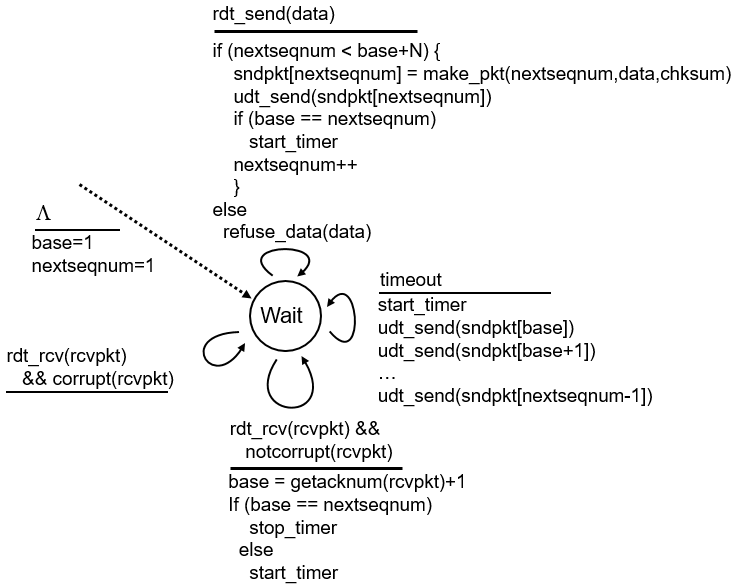 rdt_send(data)
if (nextseqnum < base+N) {
sndpkt[nextseqnum] = make_pkt(nextseqnum,data,chksum)
udt_send(sndpkt[nextseqnum])
if (base == nextseqnum)
start_timer
nextseqnum++
}
else
refuse_data(data)
Λ
base=1
nextseqnum=1
Wait
timeout
start_timer
udt_send(sndpkt[base])
udt_send(sndpkt[base+1])
…
udt_send(sndpkt[nextseqnum-1])
rdt_rcv(rcvpkt)
&& corrupt(rcvpkt)
rdt_rcv(rcvpkt) &&
notcorrupt(rcvpkt)
base = getacknum(rcvpkt)+1
If (base == nextseqnum)
stop_timer
else
start_timer